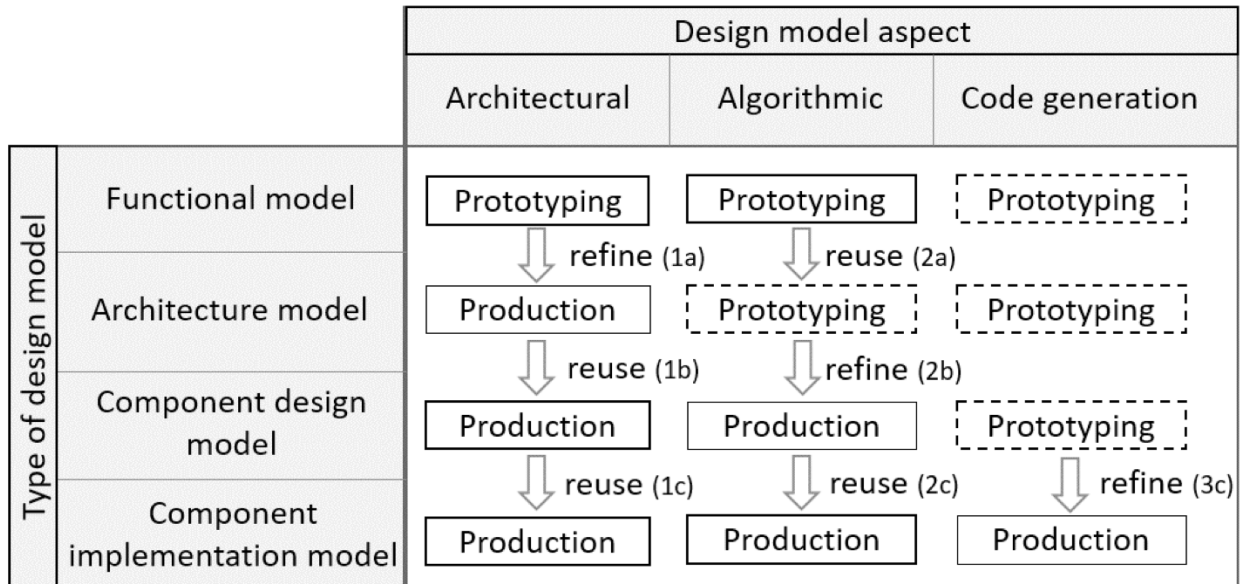 Design model aspect
Architectural Algorithmic Code generation
Type of design model
Functional model Prototyping Prototyping Prototyping
refine (1a) reuse (2a)
Architecture model Production Prototyping Prototyping
reuse (1b) refine (2b)
Component design
model
Production Production Prototyping
reuse (1c) reuse (2c) refine (3c)
Component
implementation model
Production Production Production